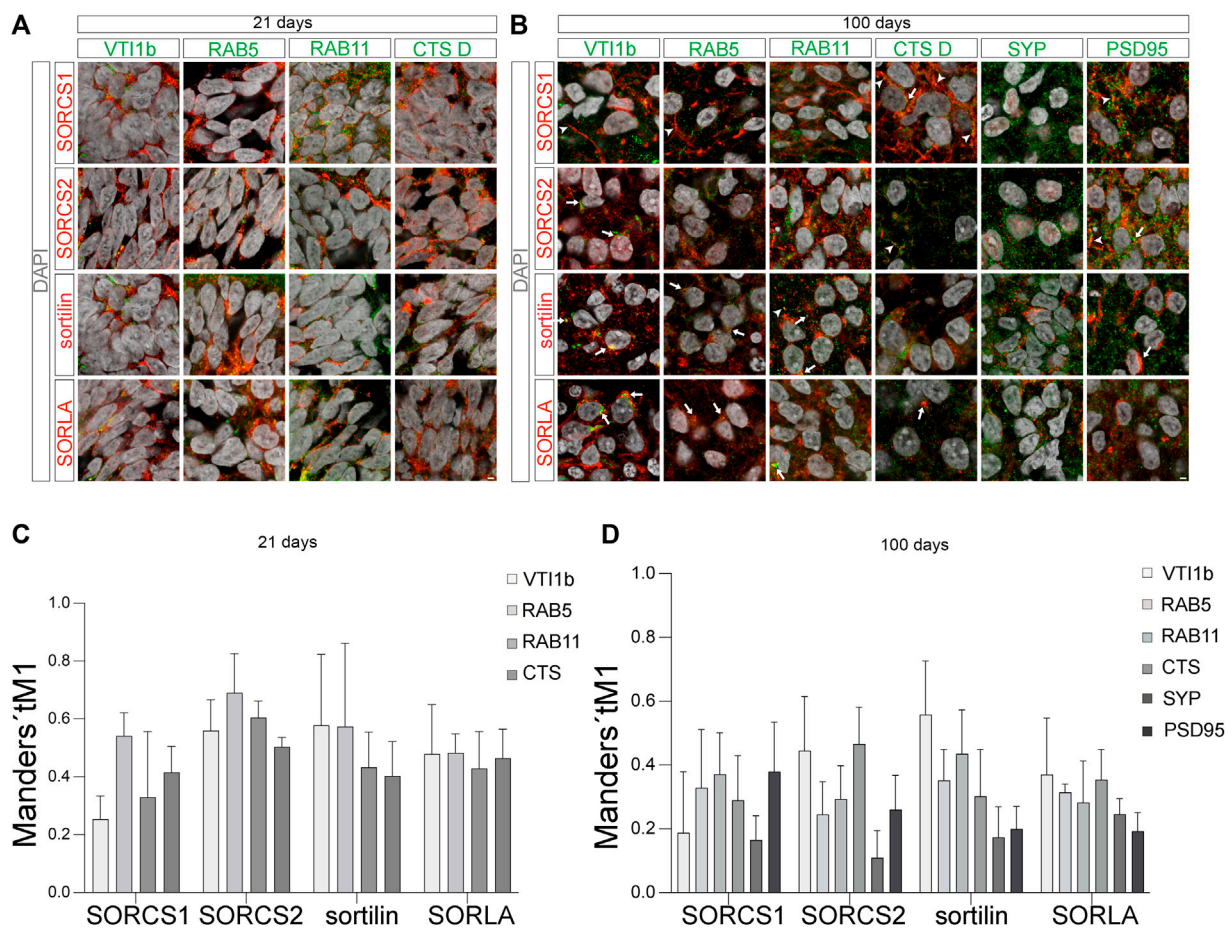 A
21 days
VTI1b RAB5 RAB11 CTS D
DAPI
SORCS1
SORCS2
sortilin
SORLA
B
100 days
VTI1b RAB5 RAB11 CTS D SYP PSD95
DAPI
SORCS1
SORCS2
sortilin
SORLA
C
21 days
VTI1b
RAB5
RAB11
CTS
Manders´tM1
1.0
0.8
0.6
0.4
0.2
0.0
SORCS1 SORCS2 sortilin SORLA
D
100 days
VTI1b
RAB5
RAB11
CTS
SYP
PSD95
Manders´tM1
1.0
0.8
0.6
0.4
0.2
0.0
SORCS1 SORCS2 sortilin SORLA